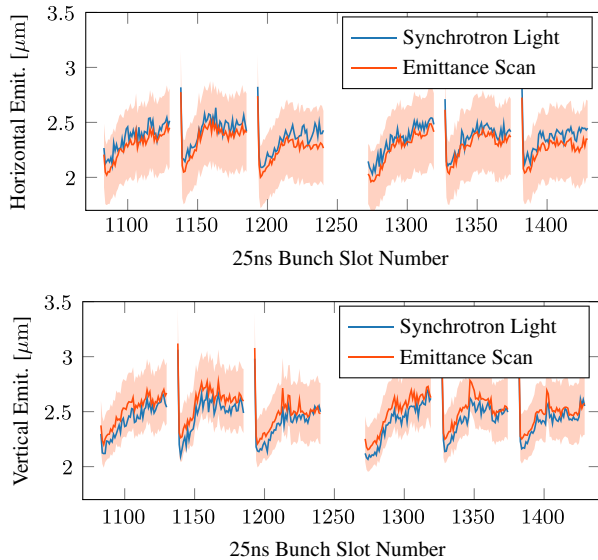 3.5
3
2.5
2
Horizontal Emit. [μm]
Synchrotron Light
Emittance Scan
1100 1150 1200 1250 1300 1350 1400
25ns Bunch Slot Number
3.5
3
2.5
2
Vertical Emit. [μm]
Synchrotron Light
Emittance Scan
1100 1150 1200 1250 1300 1350 1400
25ns Bunch Slot Number